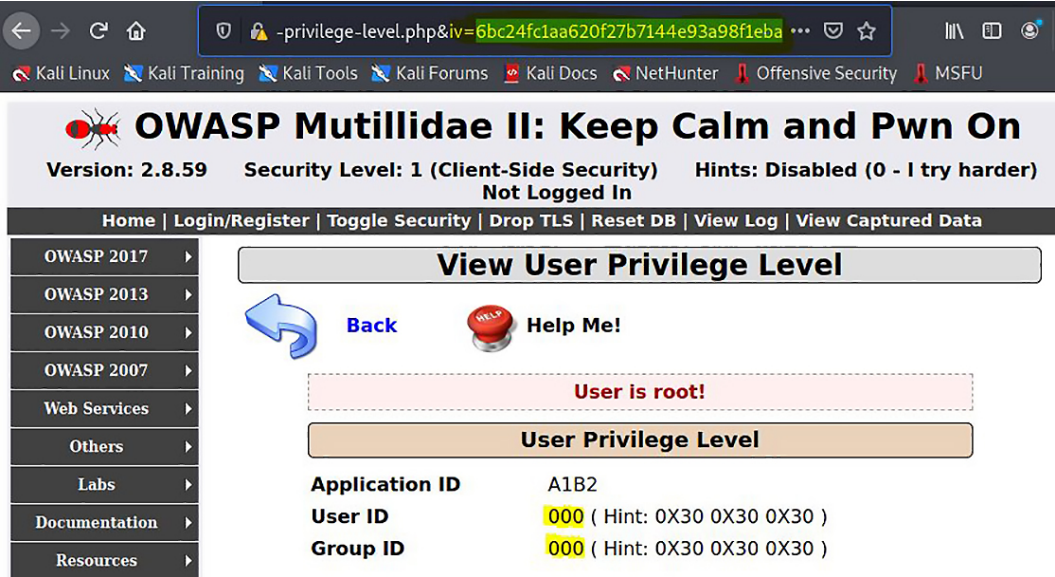 -privilege-level.php&iv=6bc24fc1aa620f27b7144e93a98f1eba
Kali Linux Kali Training Kali Tools Kali Forums Kali Docs NetHunter Offensive Security MSFU
OWASP Mutillidae II: Keep Calm and Pwn On
Version: 2.8.59 Security Level: 1 (Client-Side Security) Hints: Disabled (0 - I try harder)
Not Logged In
Home | Login/Register | Toggle Security | Drop TLS | Reset DB | View Log | View Captured Data
OWASP 2017
OWASP 2013
OWASP 2010
OWASP 2007
Web Services
Others
Labs
Documentation
Resources
View User Privilege Level
Back HELP Help Me!
User is root!
User Privilege Level
Application ID A1B2
User ID 000 ( Hint: 0X30 0X30 0X30 )
Group ID 000 ( Hint: 0X30 0X30 0X30 )